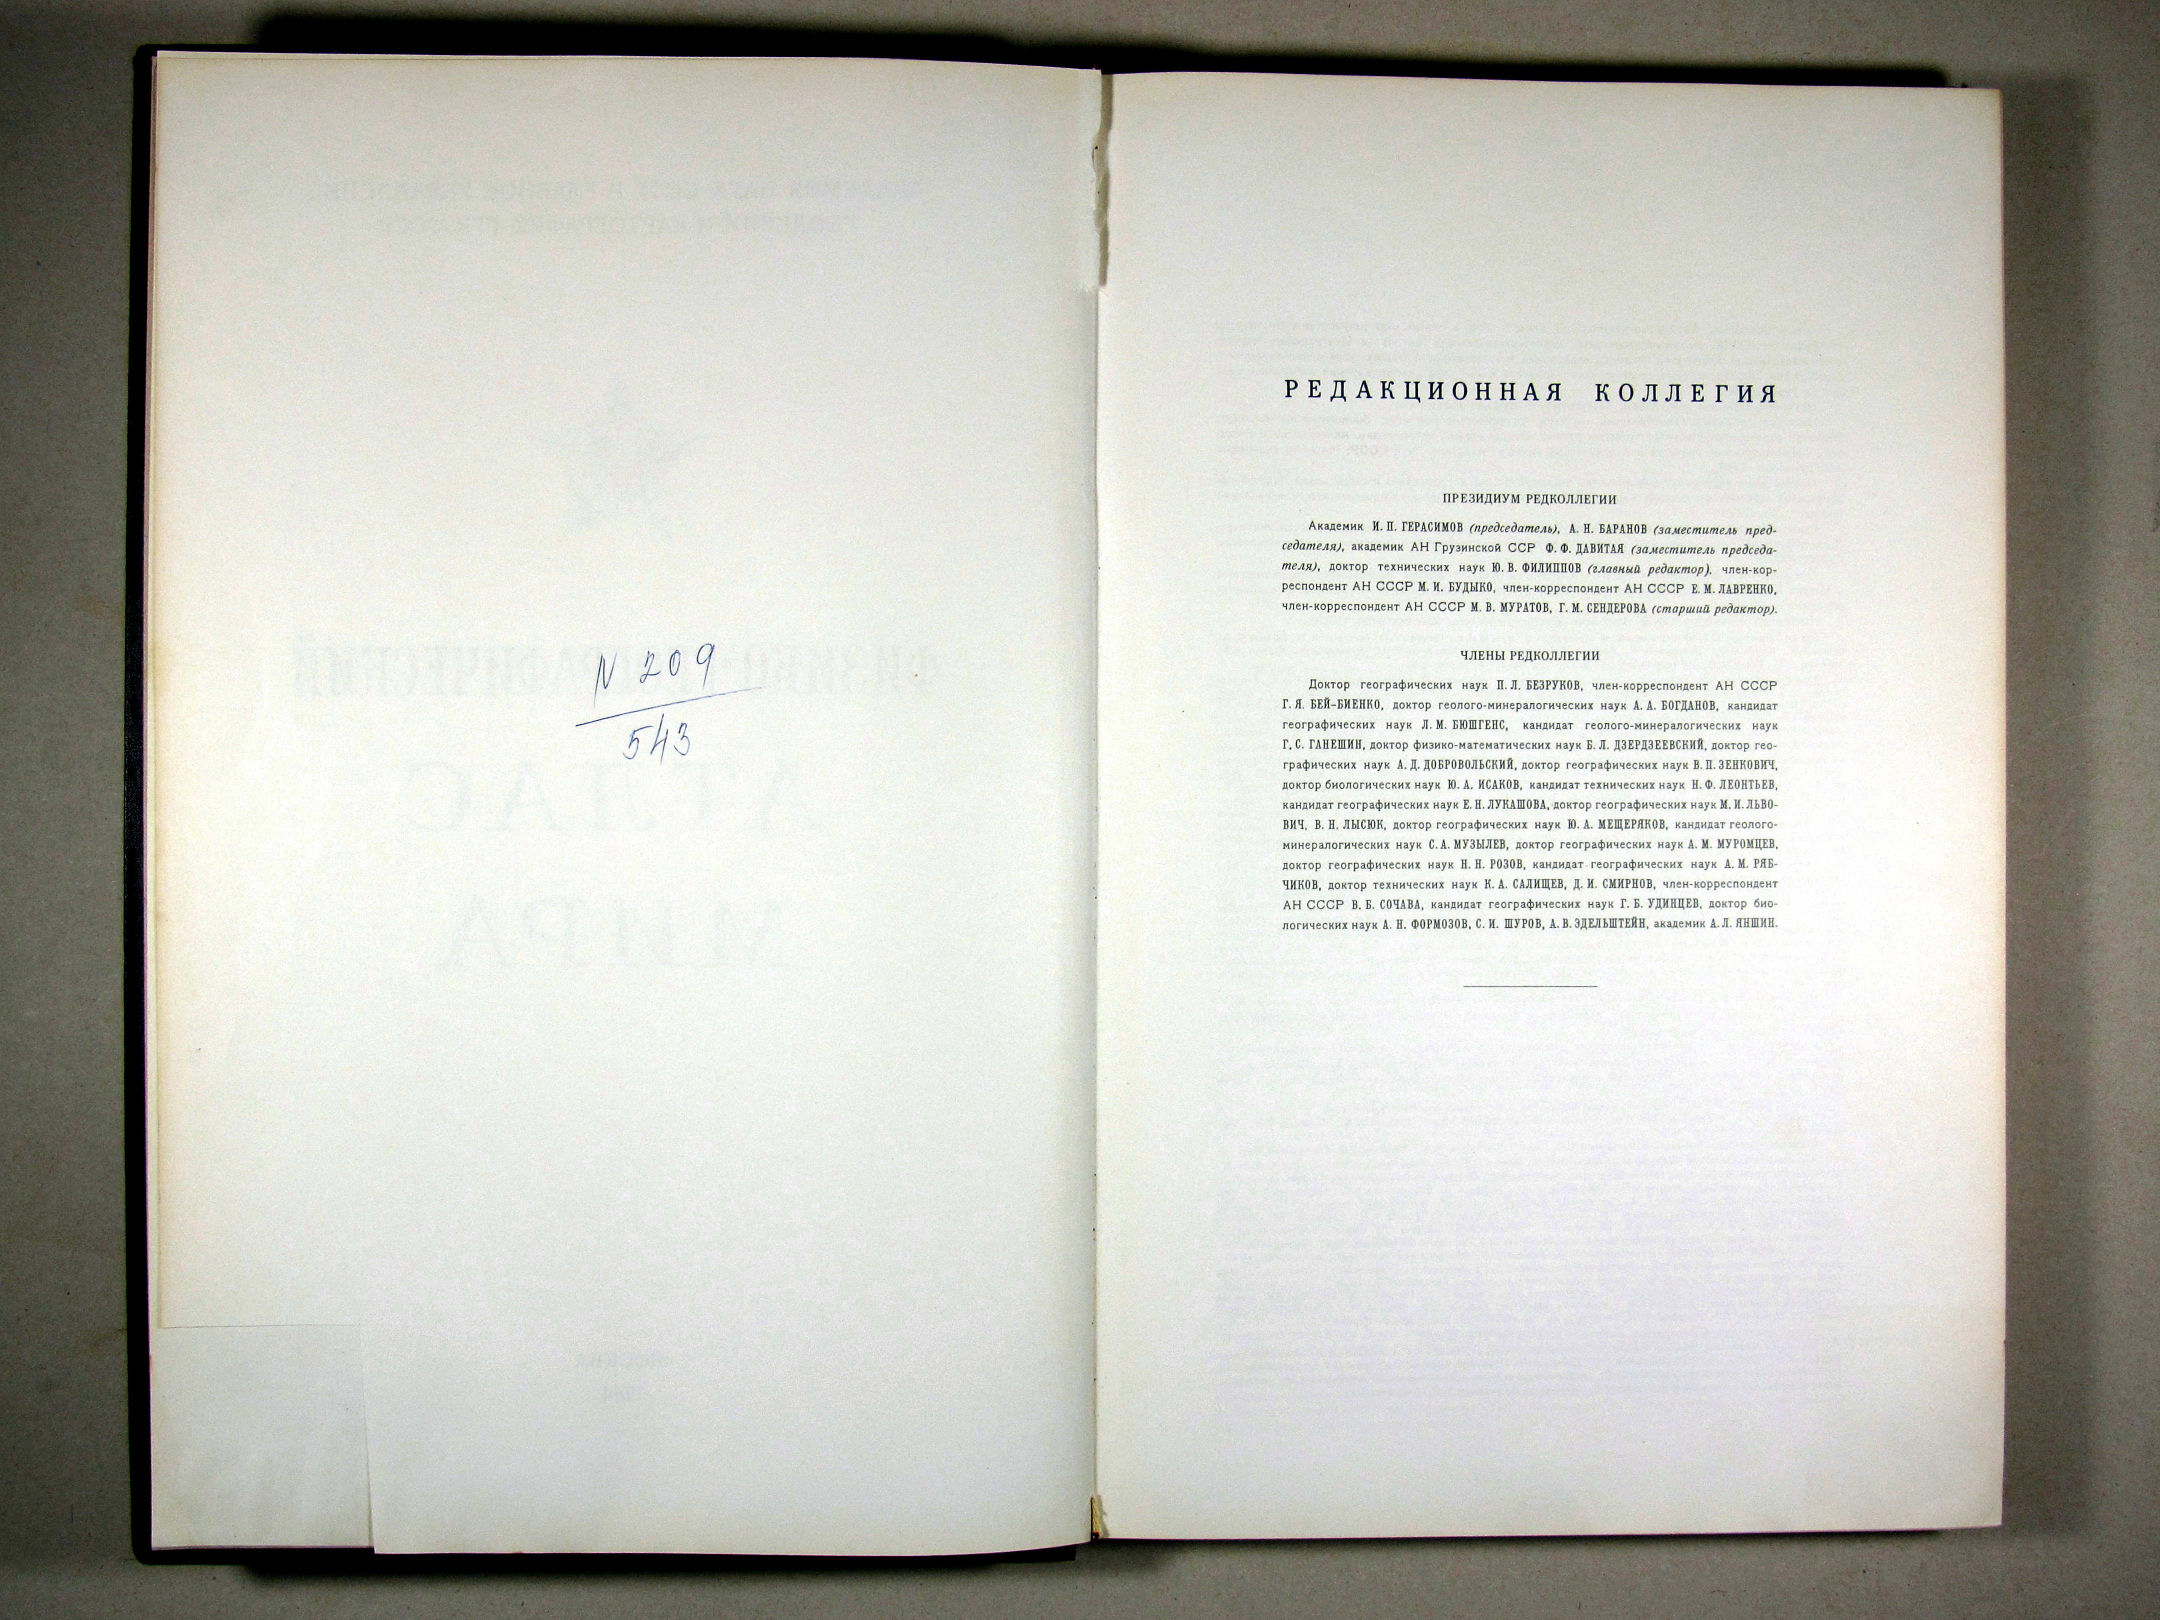 N 209
543
РЕДАКЦИОННАЯ КОЛЛЕГИЯ
ПРЕЗИДИУМ РЕДКОЛЛЕГИИ
Академик И. П. ГЕРАСИМОВ (председатель), А. Н. БАРАНОВ (заместитель пред-
седателя), академик АН Грузинской ССР Ф. Ф. ДАВИТАЯ (заместитель председа-
теля), доктор технических наук Ю. В. ФИЛИППОВ (главный редактор), член-кор-
респондент АН СССР М. И. БУДЫКО, член-корреспондент АН СССР Е. М. ЛАВРЕНКО,
член-корреспондент АН СССР М. В. МУРАТОВ, Г. М. СЕНДЕРОВА (старший редактор).
ЧЛЕНЫ РЕДКОЛЛЕГИИ
Доктор географических наук П. Л. БЕЗРУКОВ, член-корреспондент АН СССР
Г. Я. БЕЙ-БИЕНКО, доктор геолого-минералогических наук А. А. БОГДАНОВ, кандидат
географических наук Л. М. БЮШГЕНС, кандидат геолого-минералогических наук
Г. С. ГАНЕШИН, доктор физико-математических наук Б. Л. ДЗЕРДЗЕЕВСКИЙ, доктор гео-
графических наук А. Д. ДОБРОВОЛЬСКИЙ, доктор географических наук В. П. ЗЕНКОВИЧ,
доктор биологических наук Ю. А. ИСАКОВ, кандидат технических наук Н. Ф. ЛЕОНТЬЕВ,
кандидат географических наук Е. Н. ЛУКАШОВА, доктор географических наук М. И. ЛЬВО-
ВИЧ, В. Н. ЛЫСЮК, доктор географических наук Ю. А. МЕЩЕРЯКОВ, кандидат геолого-
минералогических наук С. А. МУЗЫЛЕВ, доктор географических наук А. М. МУРОМЦЕВ,
доктор географических наук Н. Н. РОЗОВ, кандидат географических наук А. М. РЯБ-
ЧИКОВ, доктор технических наук К. А. САЛИЩЕВ, Д. И. СМИРНОВ, член-корреспондент
АН СССР В. Б. СОЧАВА, кандидат географических наук Г. Б. УДИНЦЕВ, доктор био-
логических наук А. Н. ФОРМОЗОВ, С. И. ШУРОВ, А. В. ЭДЕЛЬШТЕЙН, академик А. Л. ЯНШИН.